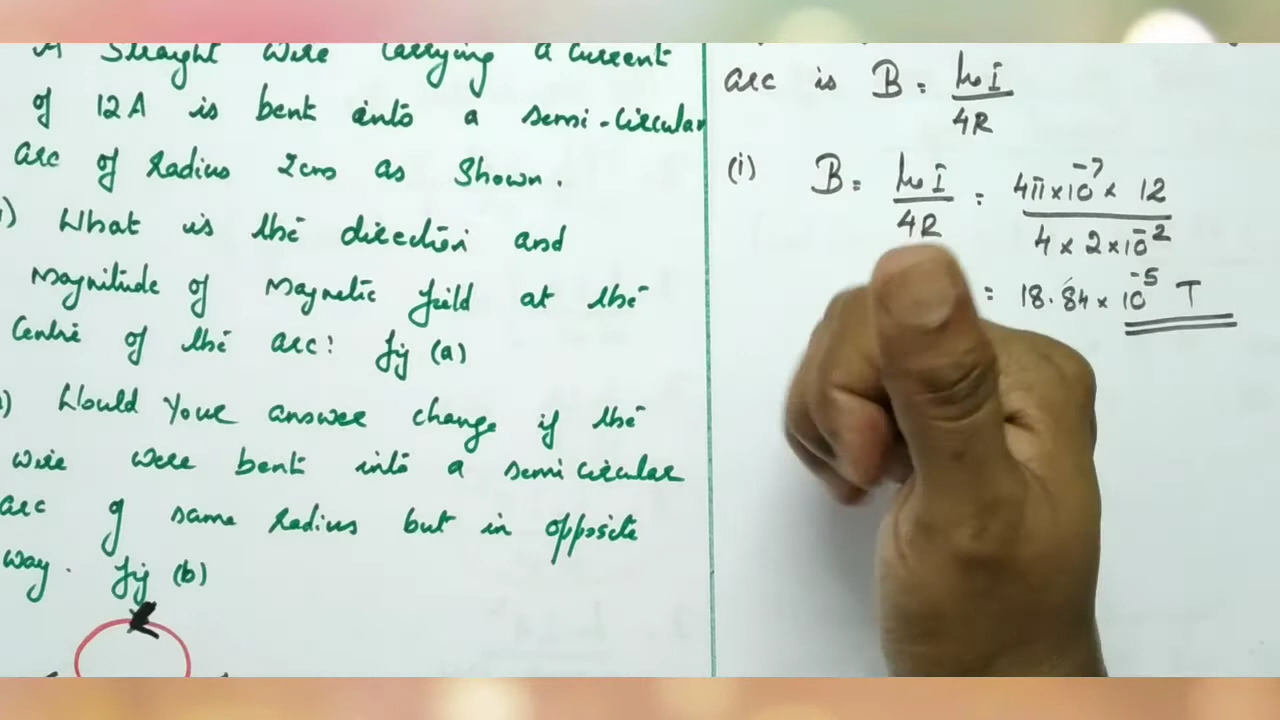 A Straight wire carrying a current
of 12A is bent into a semi-circular
arc of radius 2cms as shown.
) What is the direction and
Magnitude of Magnetic field at the
Centre of the arc: fig (a)
) Would your answer change if the
wire were bent into a semi circular
arc of same radius but in opposite
way. fig (b)
arc is B = μ₀I / 4R
(i) B = μ₀I / 4R = 4π×10⁻⁷ × 12 / 4 × 2×10⁻²
= 18.84 × 10⁻⁵ T